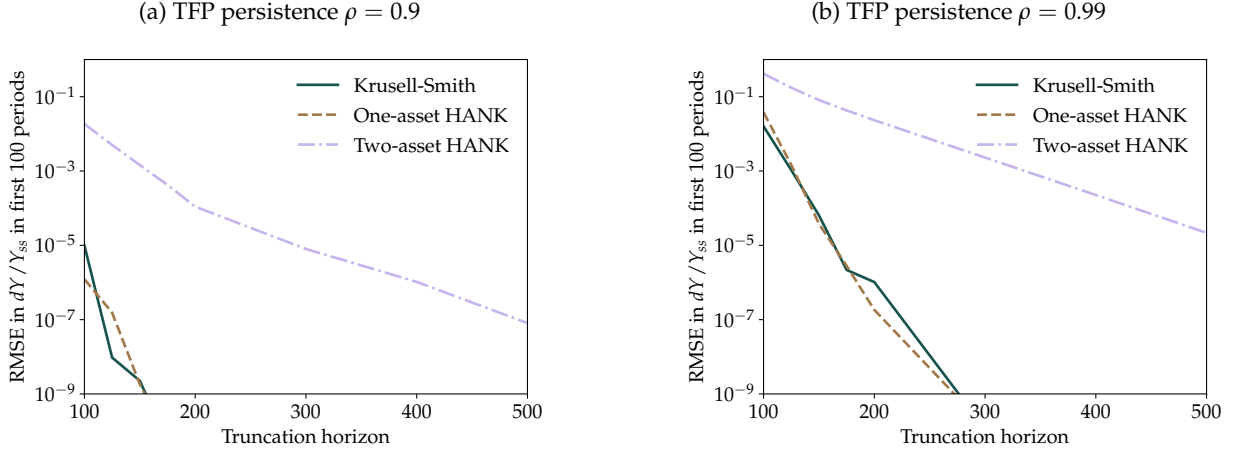 (a) TFP persistence ρ = 0.9
RMSE in dY/Y_ss in first 100 periods
10^−1
10^−3
10^−5
10^−7
10^−9
Krusell-Smith
One-asset HANK
Two-asset HANK
100 200 300 400 500
Truncation horizon
(b) TFP persistence ρ = 0.99
RMSE in dY/Y_ss in first 100 periods
10^−1
10^−3
10^−5
10^−7
10^−9
Krusell-Smith
One-asset HANK
Two-asset HANK
100 200 300 400 500
Truncation horizon